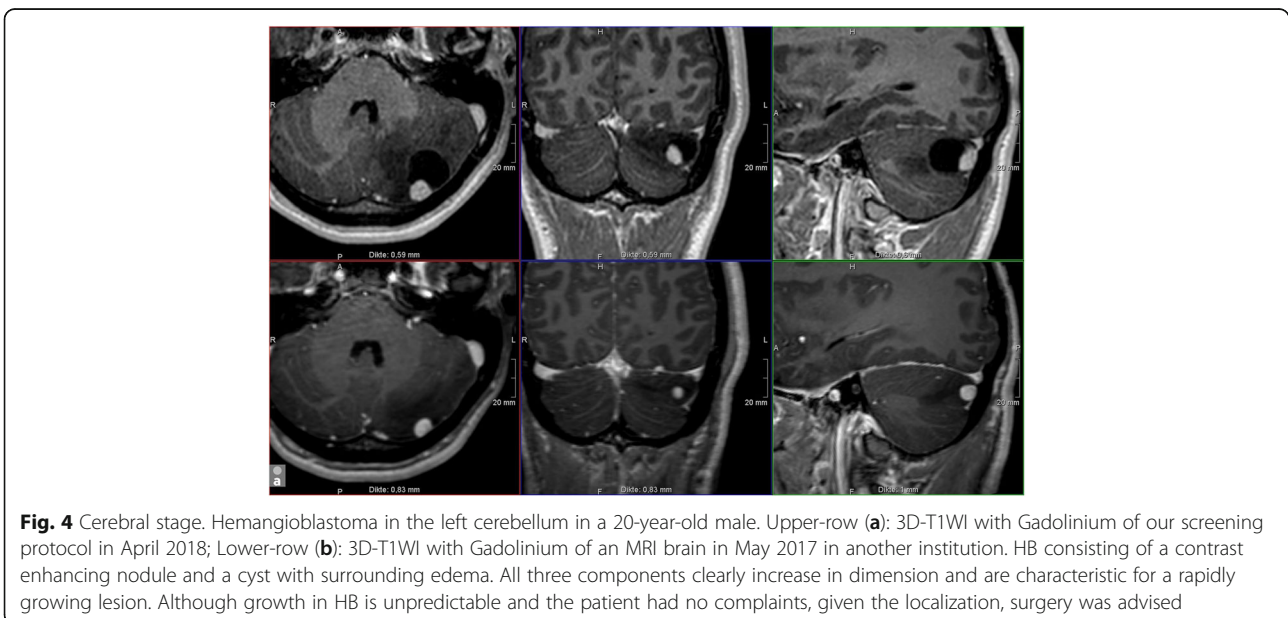 A
R
L
20 mm
P
Dikte: 0,59 mm
H
R
L
20 mm
F
Dikte: 0,59 mm
H
A
P
20 mm
F
A
R
L
20 mm
a
P
Dikte: 0,83 mm
H
R
L
20 mm
F
Dikte: 0,83 mm
H
A
P
20 mm
F
Dikte: 1 mm
Fig. 4 Cerebral stage. Hemangioblastoma in the left cerebellum in a 20-year-old male. Upper-row (a): 3D-T1WI with Gadolinium of our screening
protocol in April 2018; Lower-row (b): 3D-T1WI with Gadolinium of an MRI brain in May 2017 in another institution. HB consisting of a contrast
enhancing nodule and a cyst with surrounding edema. All three components clearly increase in dimension and are characteristic for a rapidly
growing lesion. Although growth in HB is unpredictable and the patient had no complaints, given the localization, surgery was advised